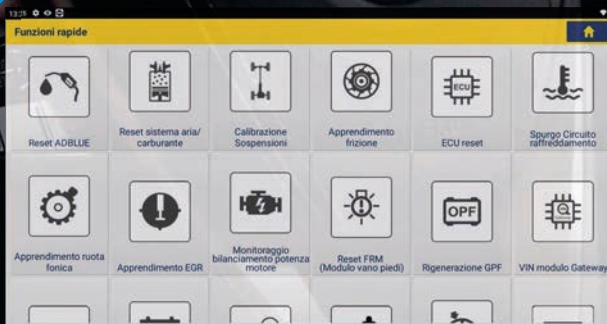 13:15
Funzioni rapide
Reset ADBLUE
Reset sistema aria/
carburante
Calibrazione
Sospensioni
Apprendimento
frizione
ECU
ECU reset
Spurgo Circuito
raffreddamento
Apprendimento ruota
fonica
Apprendimento EGR
Monitoraggio
bilanciamento potenza
motore
Reset FRM
(Modulo vano piedi)
OPF
Rigenerazione GPF
VIN modulo Gateway